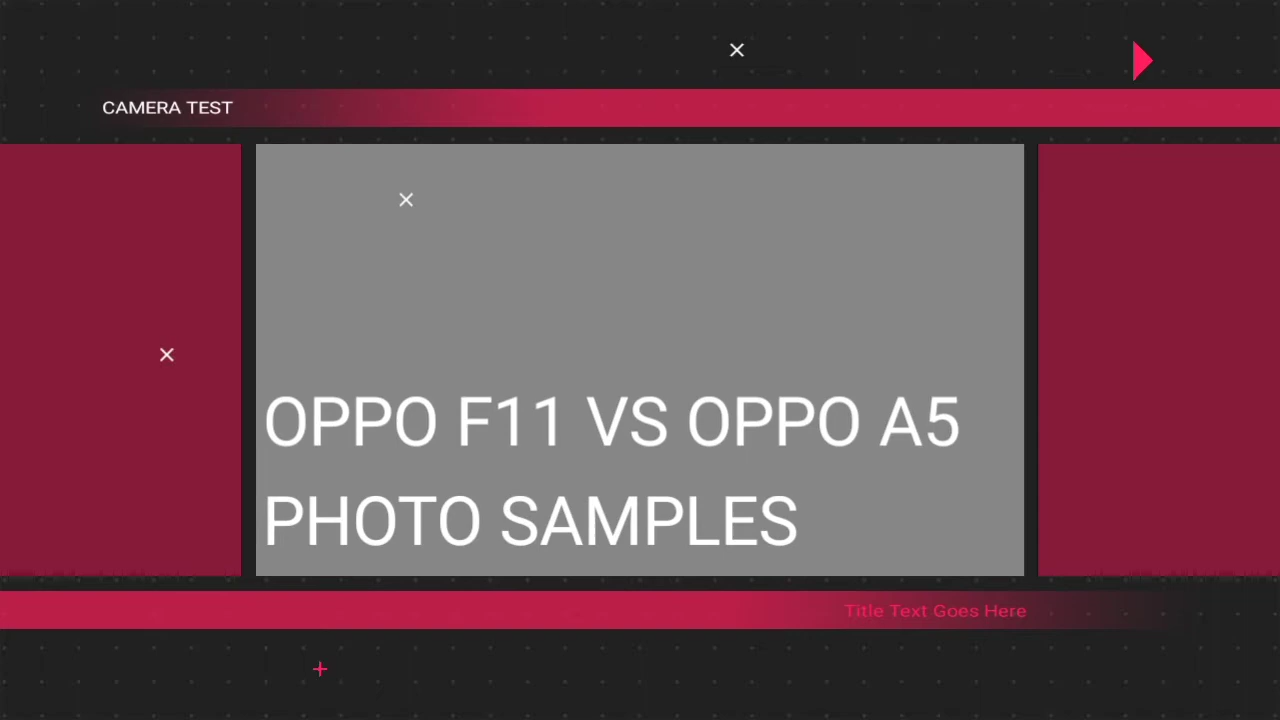 CAMERA TEST
OPPO F11 VS OPPO A5
PHOTO SAMPLES
Title Text Goes Here